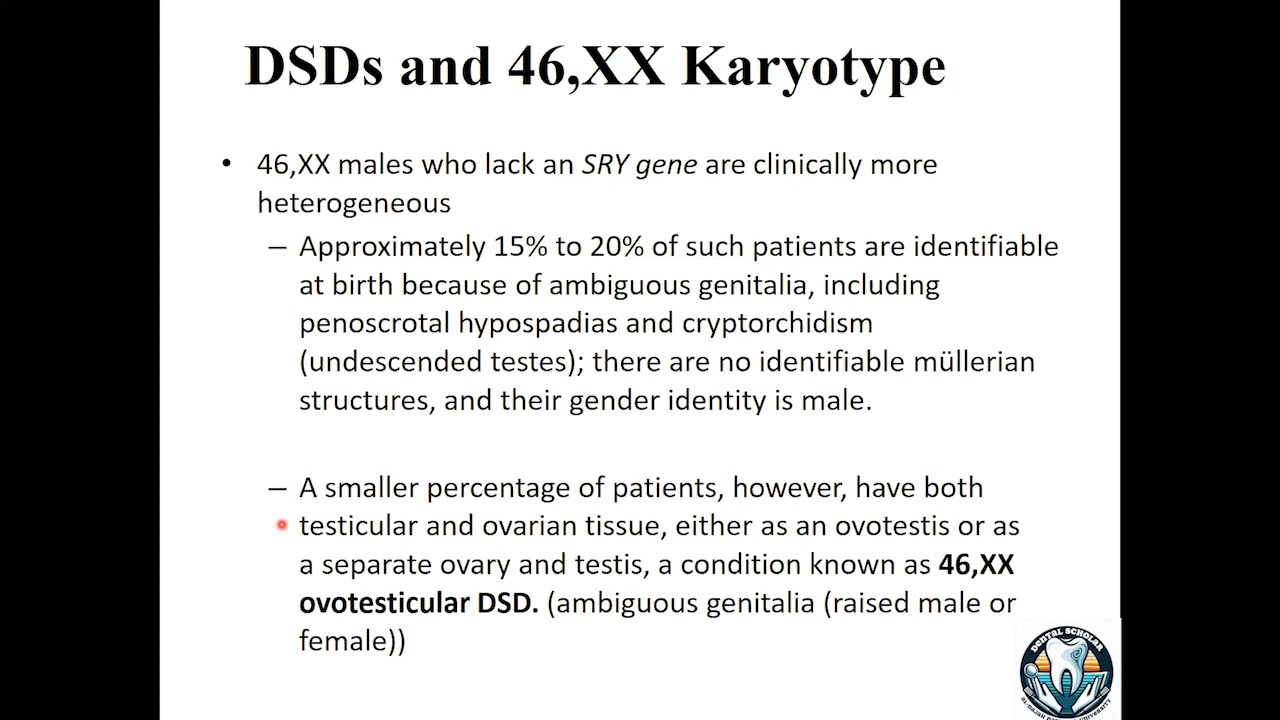 DSDs and 46,XX Karyotype
• 46,XX males who lack an SRY gene are clinically more
heterogeneous
– Approximately 15% to 20% of such patients are identifiable
at birth because of ambiguous genitalia, including
penoscrotal hypospadias and cryptorchidism
(undescended testes); there are no identifiable müllerian
structures, and their gender identity is male.
– A smaller percentage of patients, however, have both
testicular and ovarian tissue, either as an ovotestis or as
a separate ovary and testis, a condition known as 46,XX
ovotesticular DSD. (ambiguous genitalia (raised male or
female))
DENTAL SCHOLAR